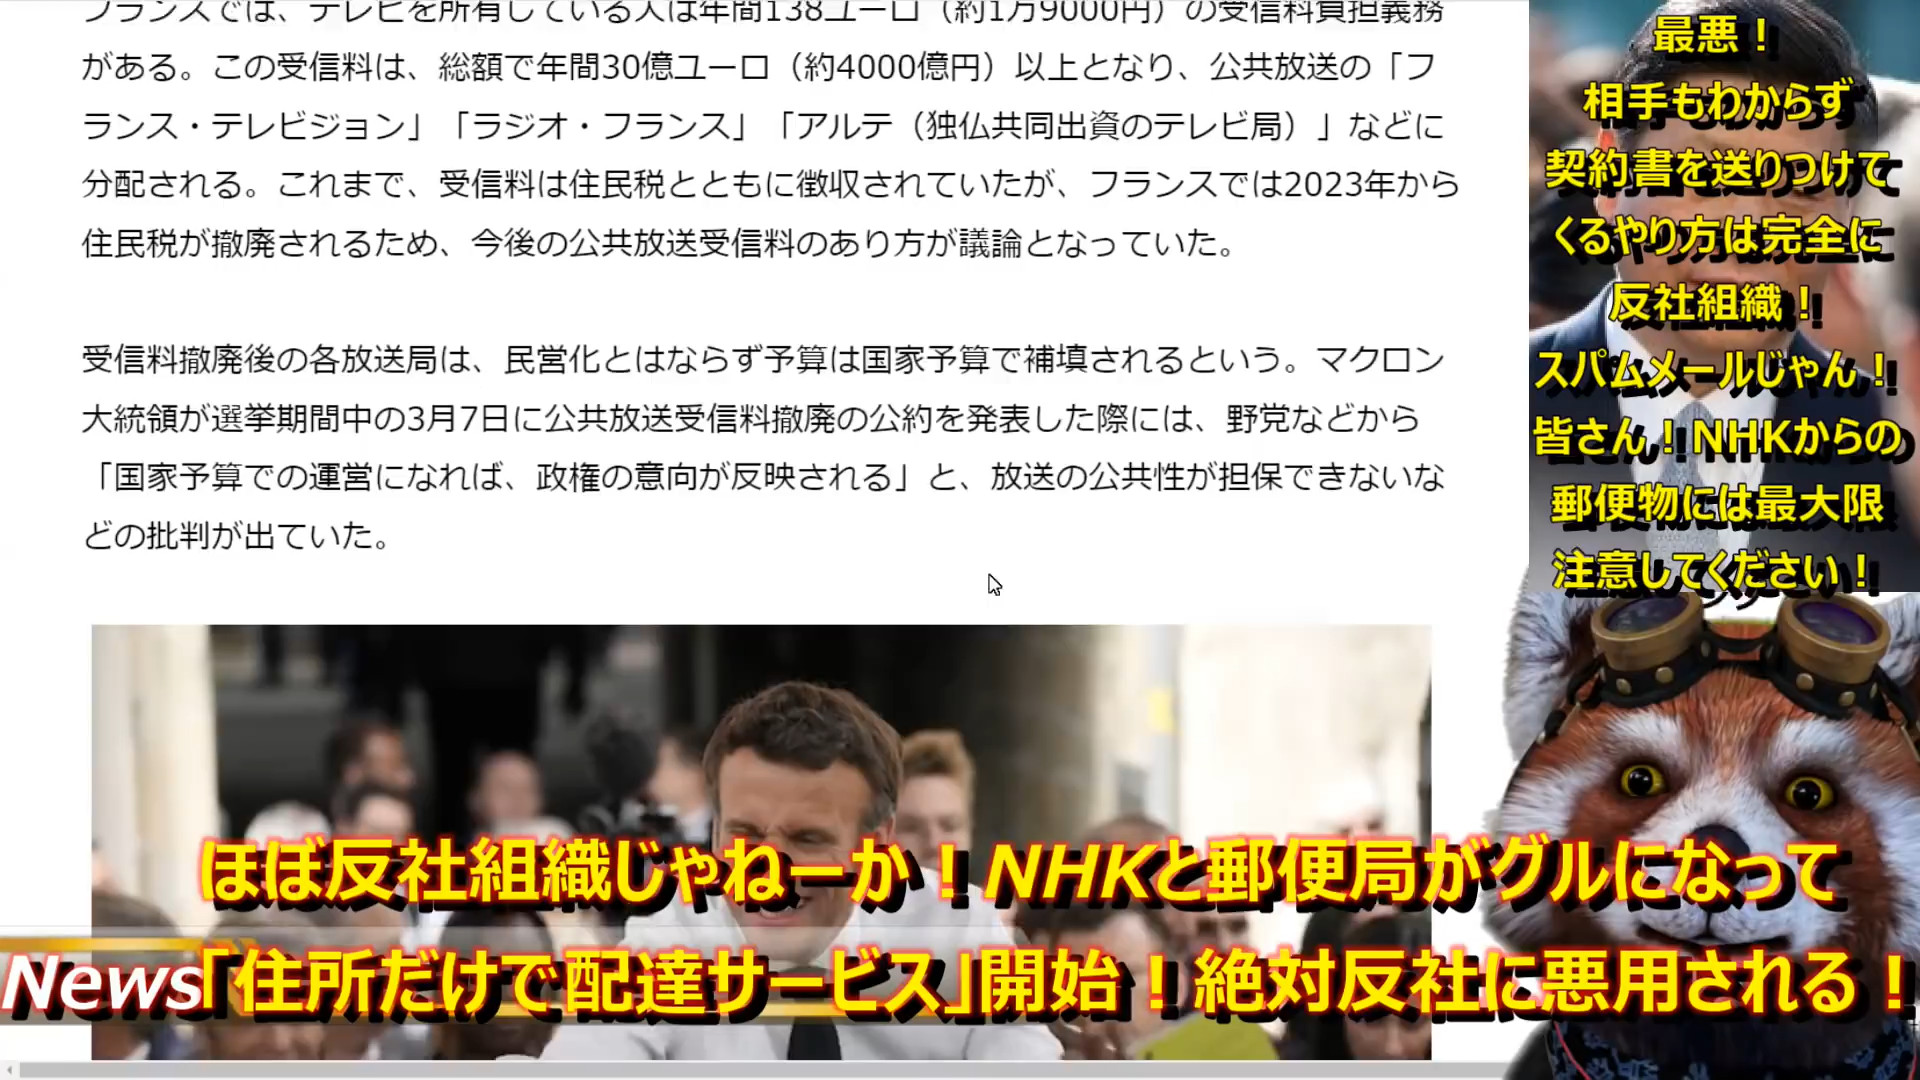 フランスでは、テレビを所有している人は年間138ユーロ（約1万9000円）の受信料負担義務
がある。この受信料は、総額で年間30億ユーロ（約4000億円）以上となり、公共放送の「フ
ランス・テレビジョン」「ラジオ・フランス」「アルテ（独仏共同出資のテレビ局）」などに
分配される。これまで、受信料は住民税とともに徴収されていたが、フランスでは2023年から
住民税が撤廃されるため、今後の公共放送受信料のあり方が議論となっていた。
受信料撤廃後の各放送局は、民営化とはならず予算は国家予算で補填されるという。マクロン
大統領が選挙期間中の3月7日に公共放送受信料撤廃の公約を発表した際には、野党などから
「国家予算での運営になれば、政権の意向が反映される」と、放送の公共性が担保できないな
どの批判が出ていた。
最悪！
相手もわからず
契約書を送りつけて
くるやり方は完全に
反社組織！
スパムメールじゃん！
皆さん！NHKからの
郵便物には最大限
注意してください！
ほぼ反社組織じゃねーか！NHKと郵便局がグルになって
News「住所だけで配達サービス」開始！絶対反社に悪用される！